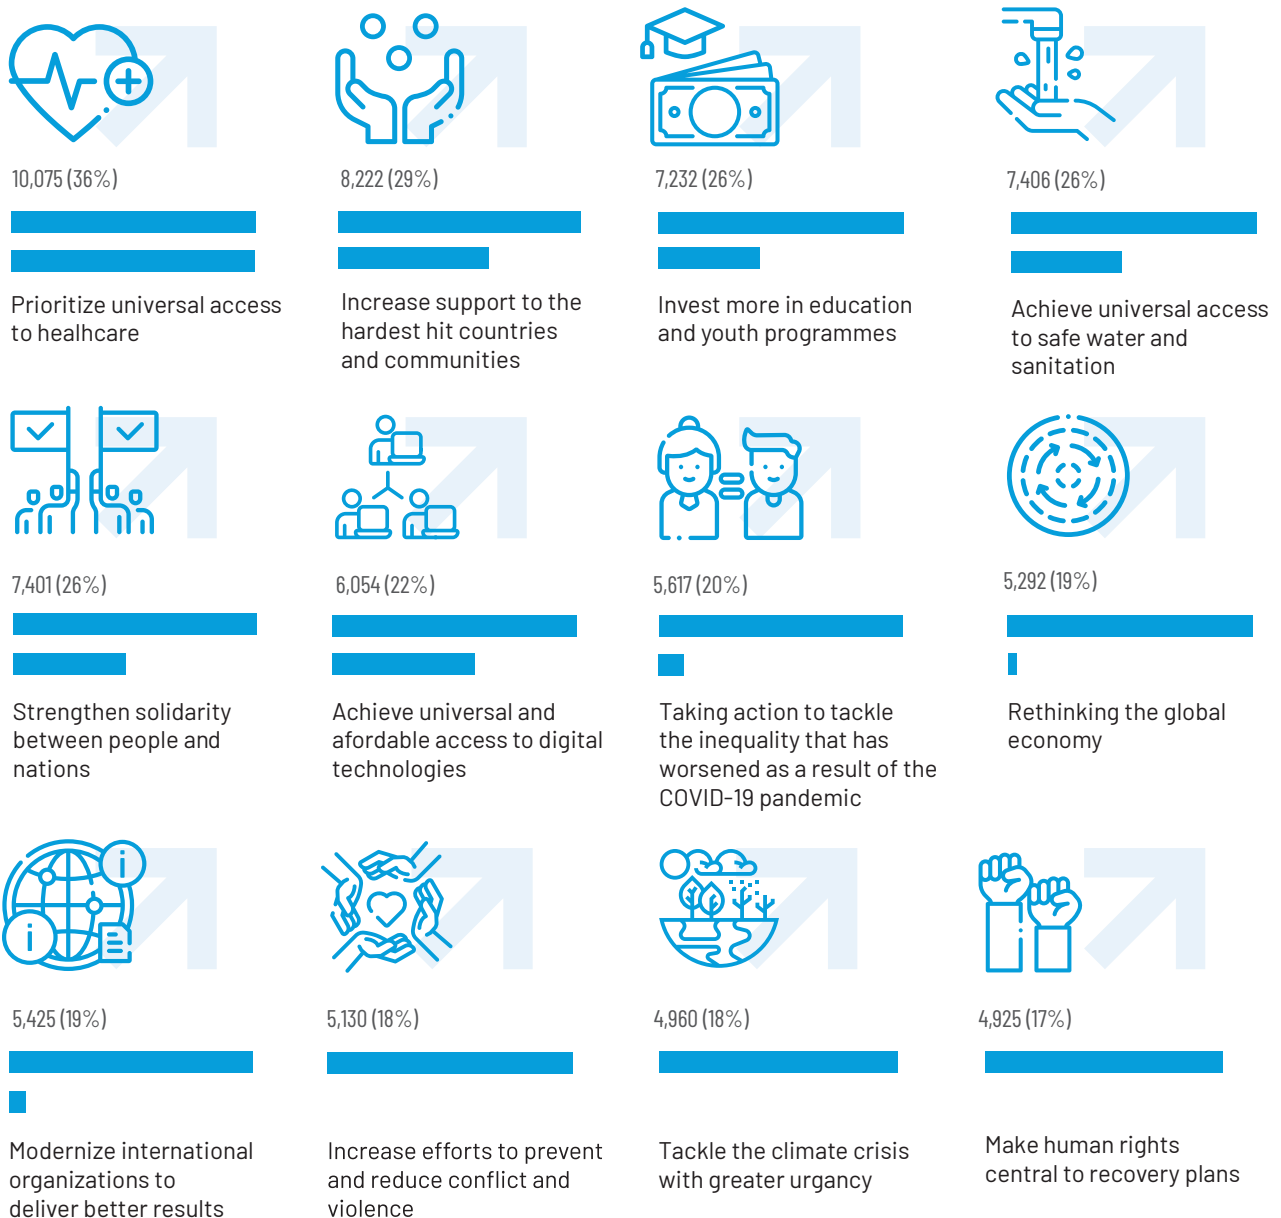 10,075 (36%)
Prioritize universal access
to healhcare
8,222 (29%)
Increase support to the
hardest hit countries
and communities
7,232 (26%)
Invest more in education
and youth programmes
7,406 (26%)
Achieve universal access
to safe water and
sanitation
7,401 (26%)
Strengthen solidarity
between people and
nations
6,054 (22%)
Achieve universal and
afordable access to digital
technologies
5,617 (20%)
Taking action to tackle
the inequality that has
worsened as a result of the
COVID-19 pandemic
5,292 (19%)
Rethinking the global
economy
i
i
5,425 (19%)
Modernize international
organizations to
deliver better results
5,130 (18%)
Increase efforts to prevent
and reduce conflict and
violence
4,960 (18%)
Tackle the climate crisis
with greater urgancy
4,925 (17%)
Make human rights
central to recovery plans